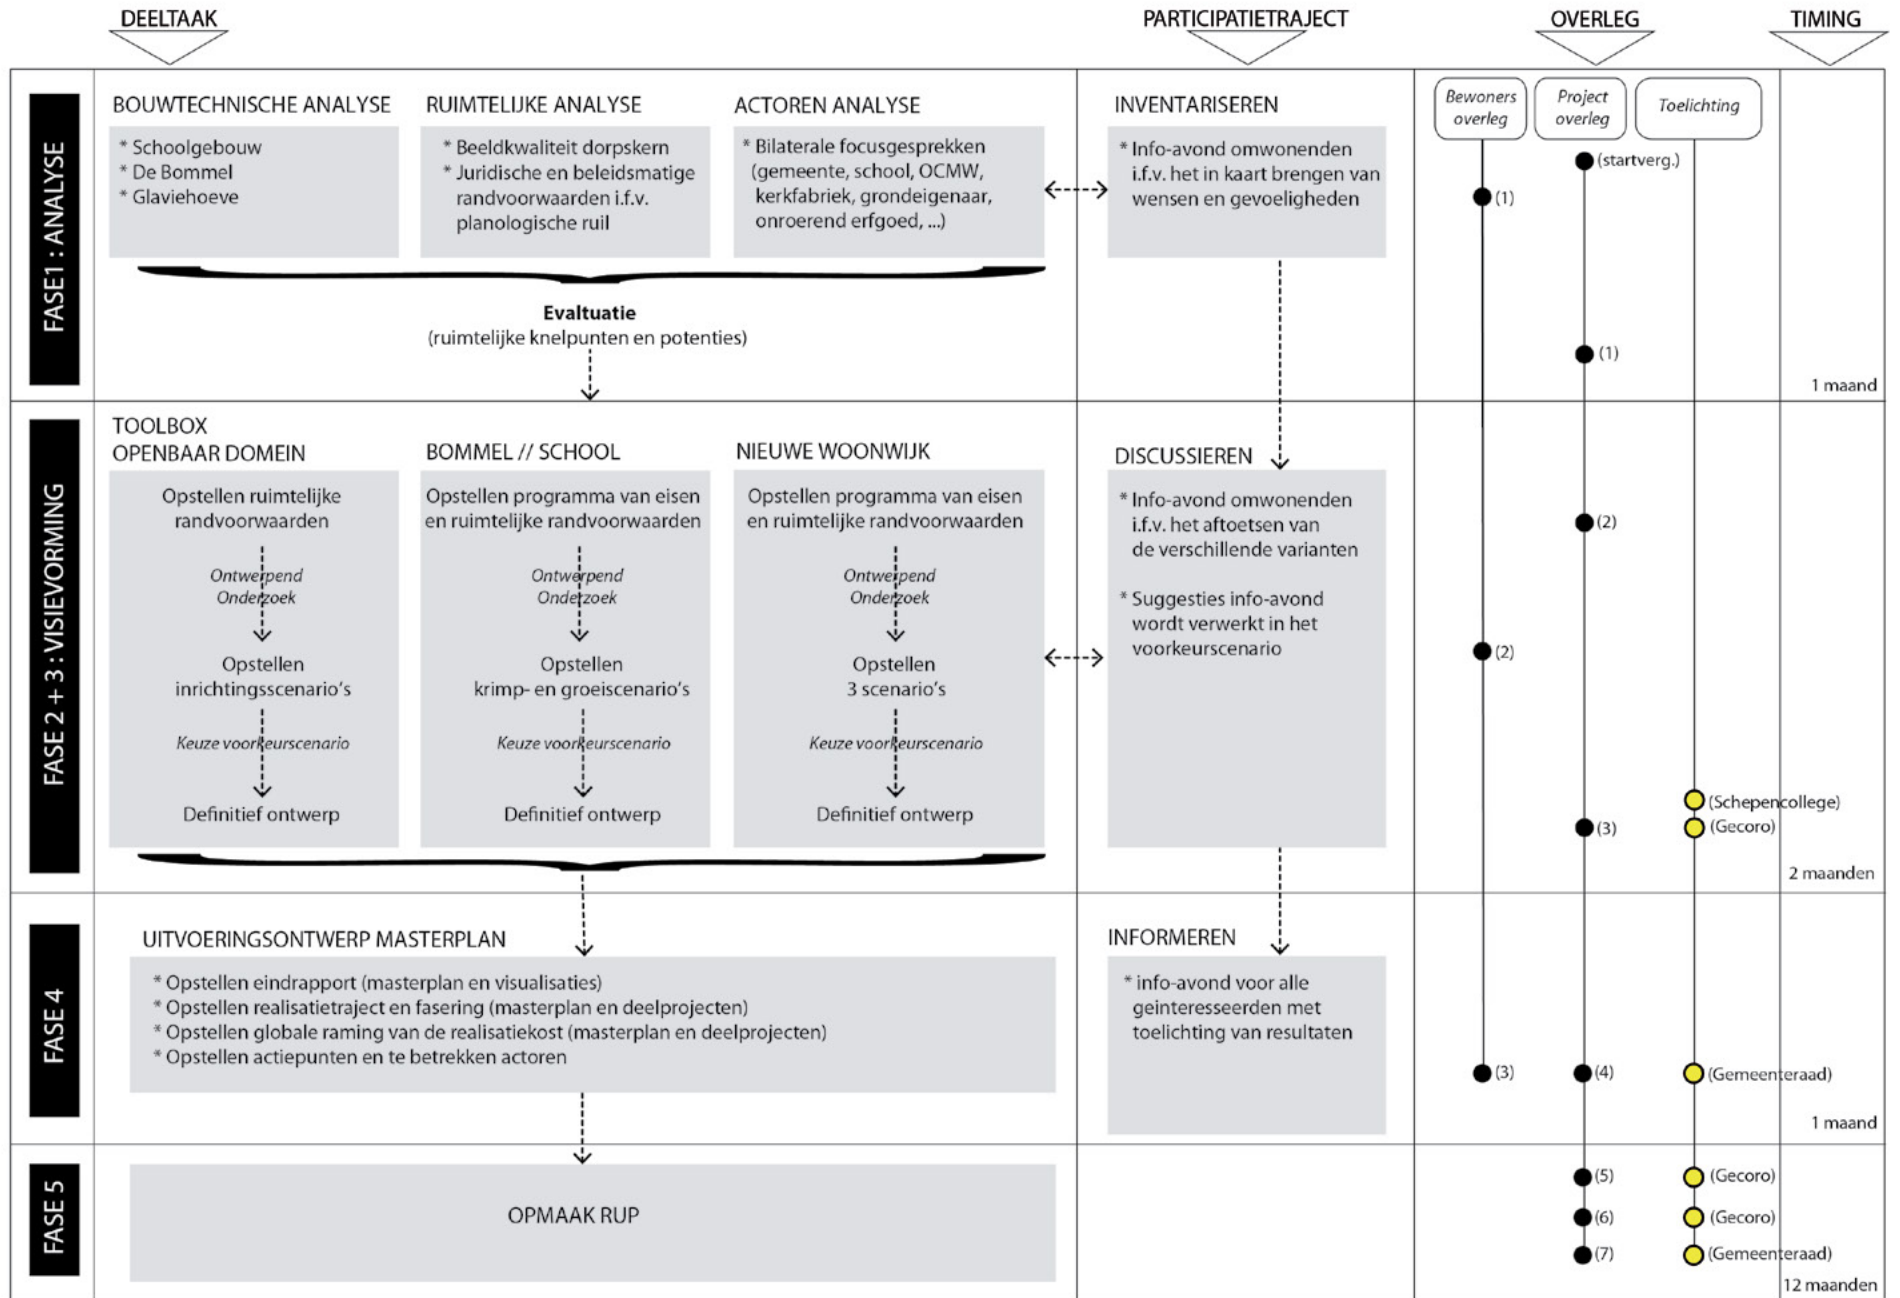 DEELTAAK
PARTICIPATIETRAJECT
OVERLEG
TIMING
FASE1 : ANALYSE
BOUWTECHNISCHE ANALYSE
* Schoolgebouw
* De Bommel
* Glaviehoeve
RUIMTELIJKE ANALYSE
* Beeldkwaliteit dorpskern
* Juridische en beleidsmatige
randvoorwaarden i.f.v.
planologische ruil
ACTOREN ANALYSE
* Bilaterale focusgesprekken
(gemeente, school, OCMW,
kerkfabriek, grondeigenaar,
onroerend erfgoed, ...)
INVENTARISEREN
* Info-avond omwonenden
i.f.v. het in kaart brengen van
wensen en gevoeligheden
Bewoners
overleg
Project
overleg
Toelichting
(startverg.)
(1)
Evaltuatie
(ruimtelijke knelpunten en potenties)
(1)
1 maand
FASE 2 + 3 : VISIEVORMING
TOOLBOX
OPENBAAR DOMEIN
Opstellen ruimtelijke
randvoorwaarden
Ontwerpend
Onderzoek
Opstellen
inrichtingsscenario's
Keuze voorkeurscenario
Definitief ontwerp
BOMMEL // SCHOOL
Opstellen programma van eisen
en ruimtelijke randvoorwaarden
Ontwerpend
Onderzoek
Opstellen
krimp- en groeiscenario's
Keuze voorkeurscenario
Definitief ontwerp
NIEUWE WOONWIJK
Opstellen programma van eisen
en ruimtelijke randvoorwaarden
Ontwerpend
Onderzoek
Opstellen
3 scenario's
Keuze voorkeurscenario
Definitief ontwerp
DISCUSSIEREN
* Info-avond omwonenden
i.f.v. het aftoetsen van
de verschillende varianten
* Suggesties info-avond
wordt verwerkt in het
voorkeurscenario
(2)
(2)
(Schepencollege)
(3)
(Gecoro)
2 maanden
FASE 4
UITVOERINGSONTWERP MASTERPLAN
* Opstellen eindrapport (masterplan en visualisaties)
* Opstellen realisatietraject en fasering (masterplan en deelprojecten)
* Opstellen globale raming van de realisatiekost (masterplan en deelprojecten)
* Opstellen actiepunten en te betrekken actoren
INFORMEREN
* info-avond voor alle
geinteresseerden met
toelichting van resultaten
(3)
(4)
(Gemeenteraad)
1 maand
FASE 5
OPMAAK RUP
(5)
(Gecoro)
(6)
(Gecoro)
(7)
(Gemeenteraad)
12 maanden